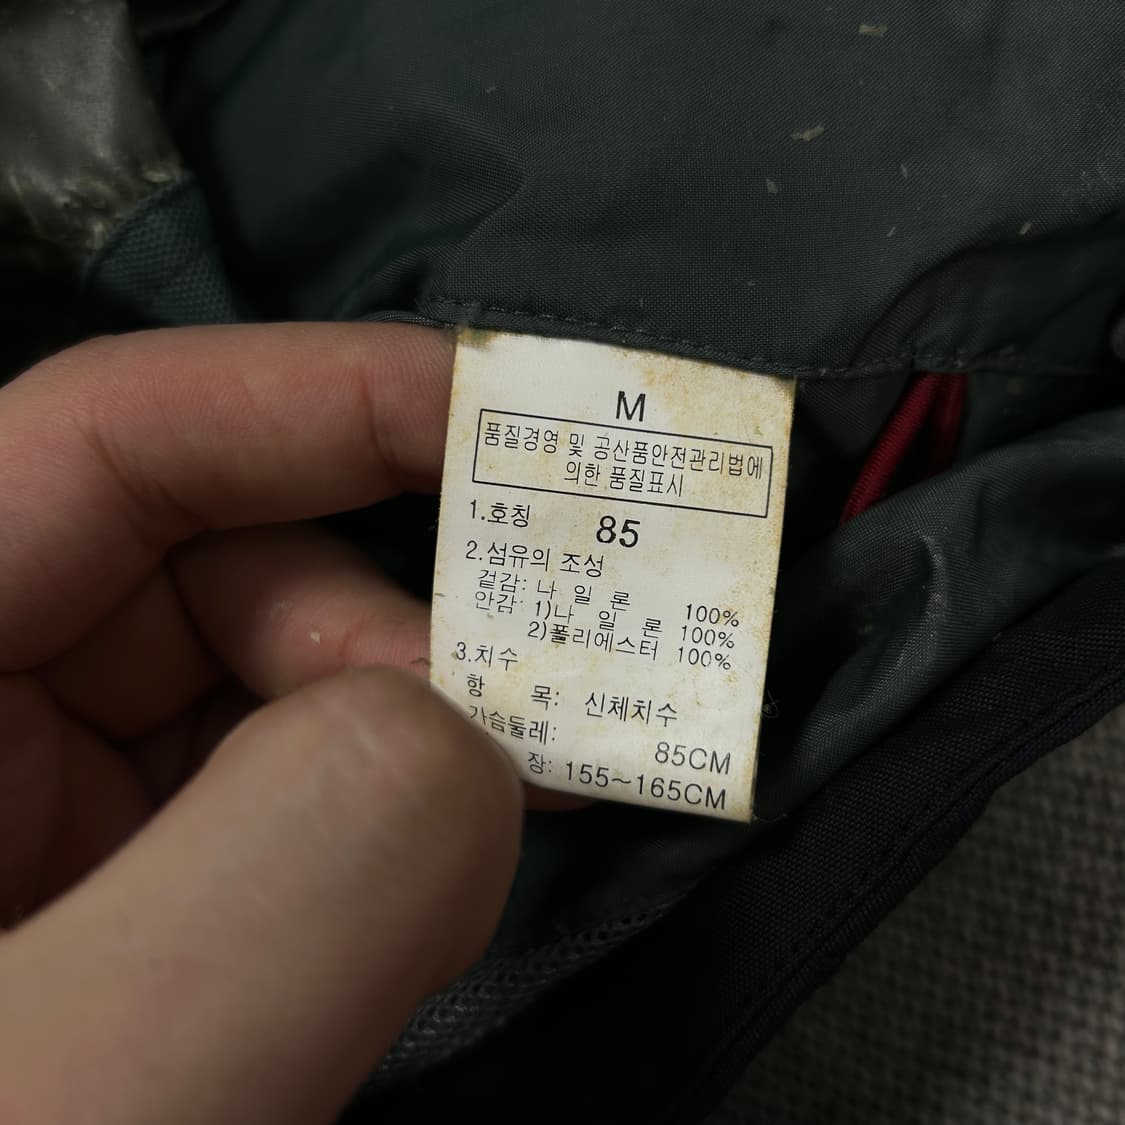 M
품질경영 및 공산품안전관리법에
의한 품질표시
1.호칭 85
2.섬유의 조성
겉감: 나 일 론 100%
안감 1)나 일 론 100%
2)폴리에스터 100%
3.치수
항 목: 신체치수
가슴둘레: 85CM
장: 155~165CM